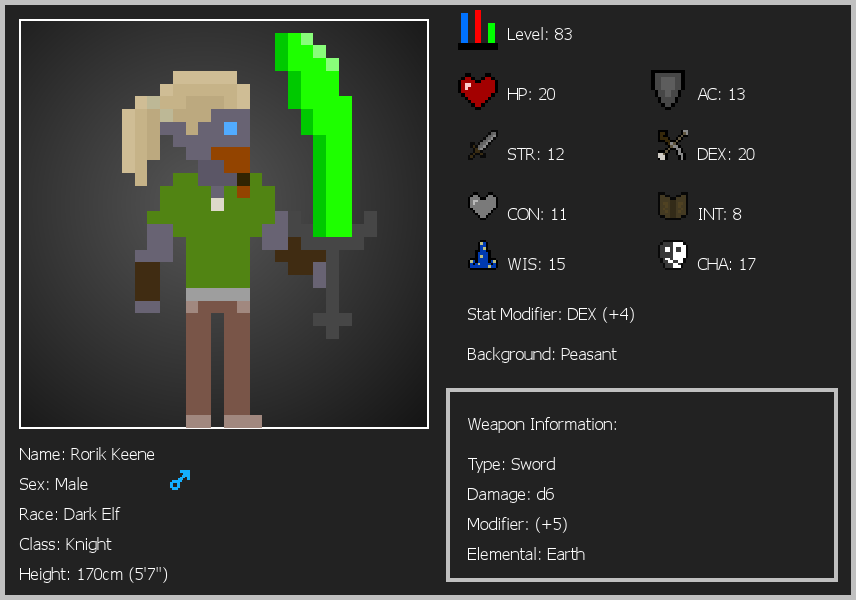 Level: 83
HP: 20
AC: 13
STR: 12
DEX: 20
CON: 11
INT: 8
WIS: 15
CHA: 17
Stat Modifier: DEX (+4)
Background: Peasant
Weapon Information:
Type: Sword
Damage: d6
Modifier: (+5)
Elemental: Earth
Name: Rorik Keene
Sex: Male
Race: Dark Elf
Class: Knight
Height: 170cm (5'7")